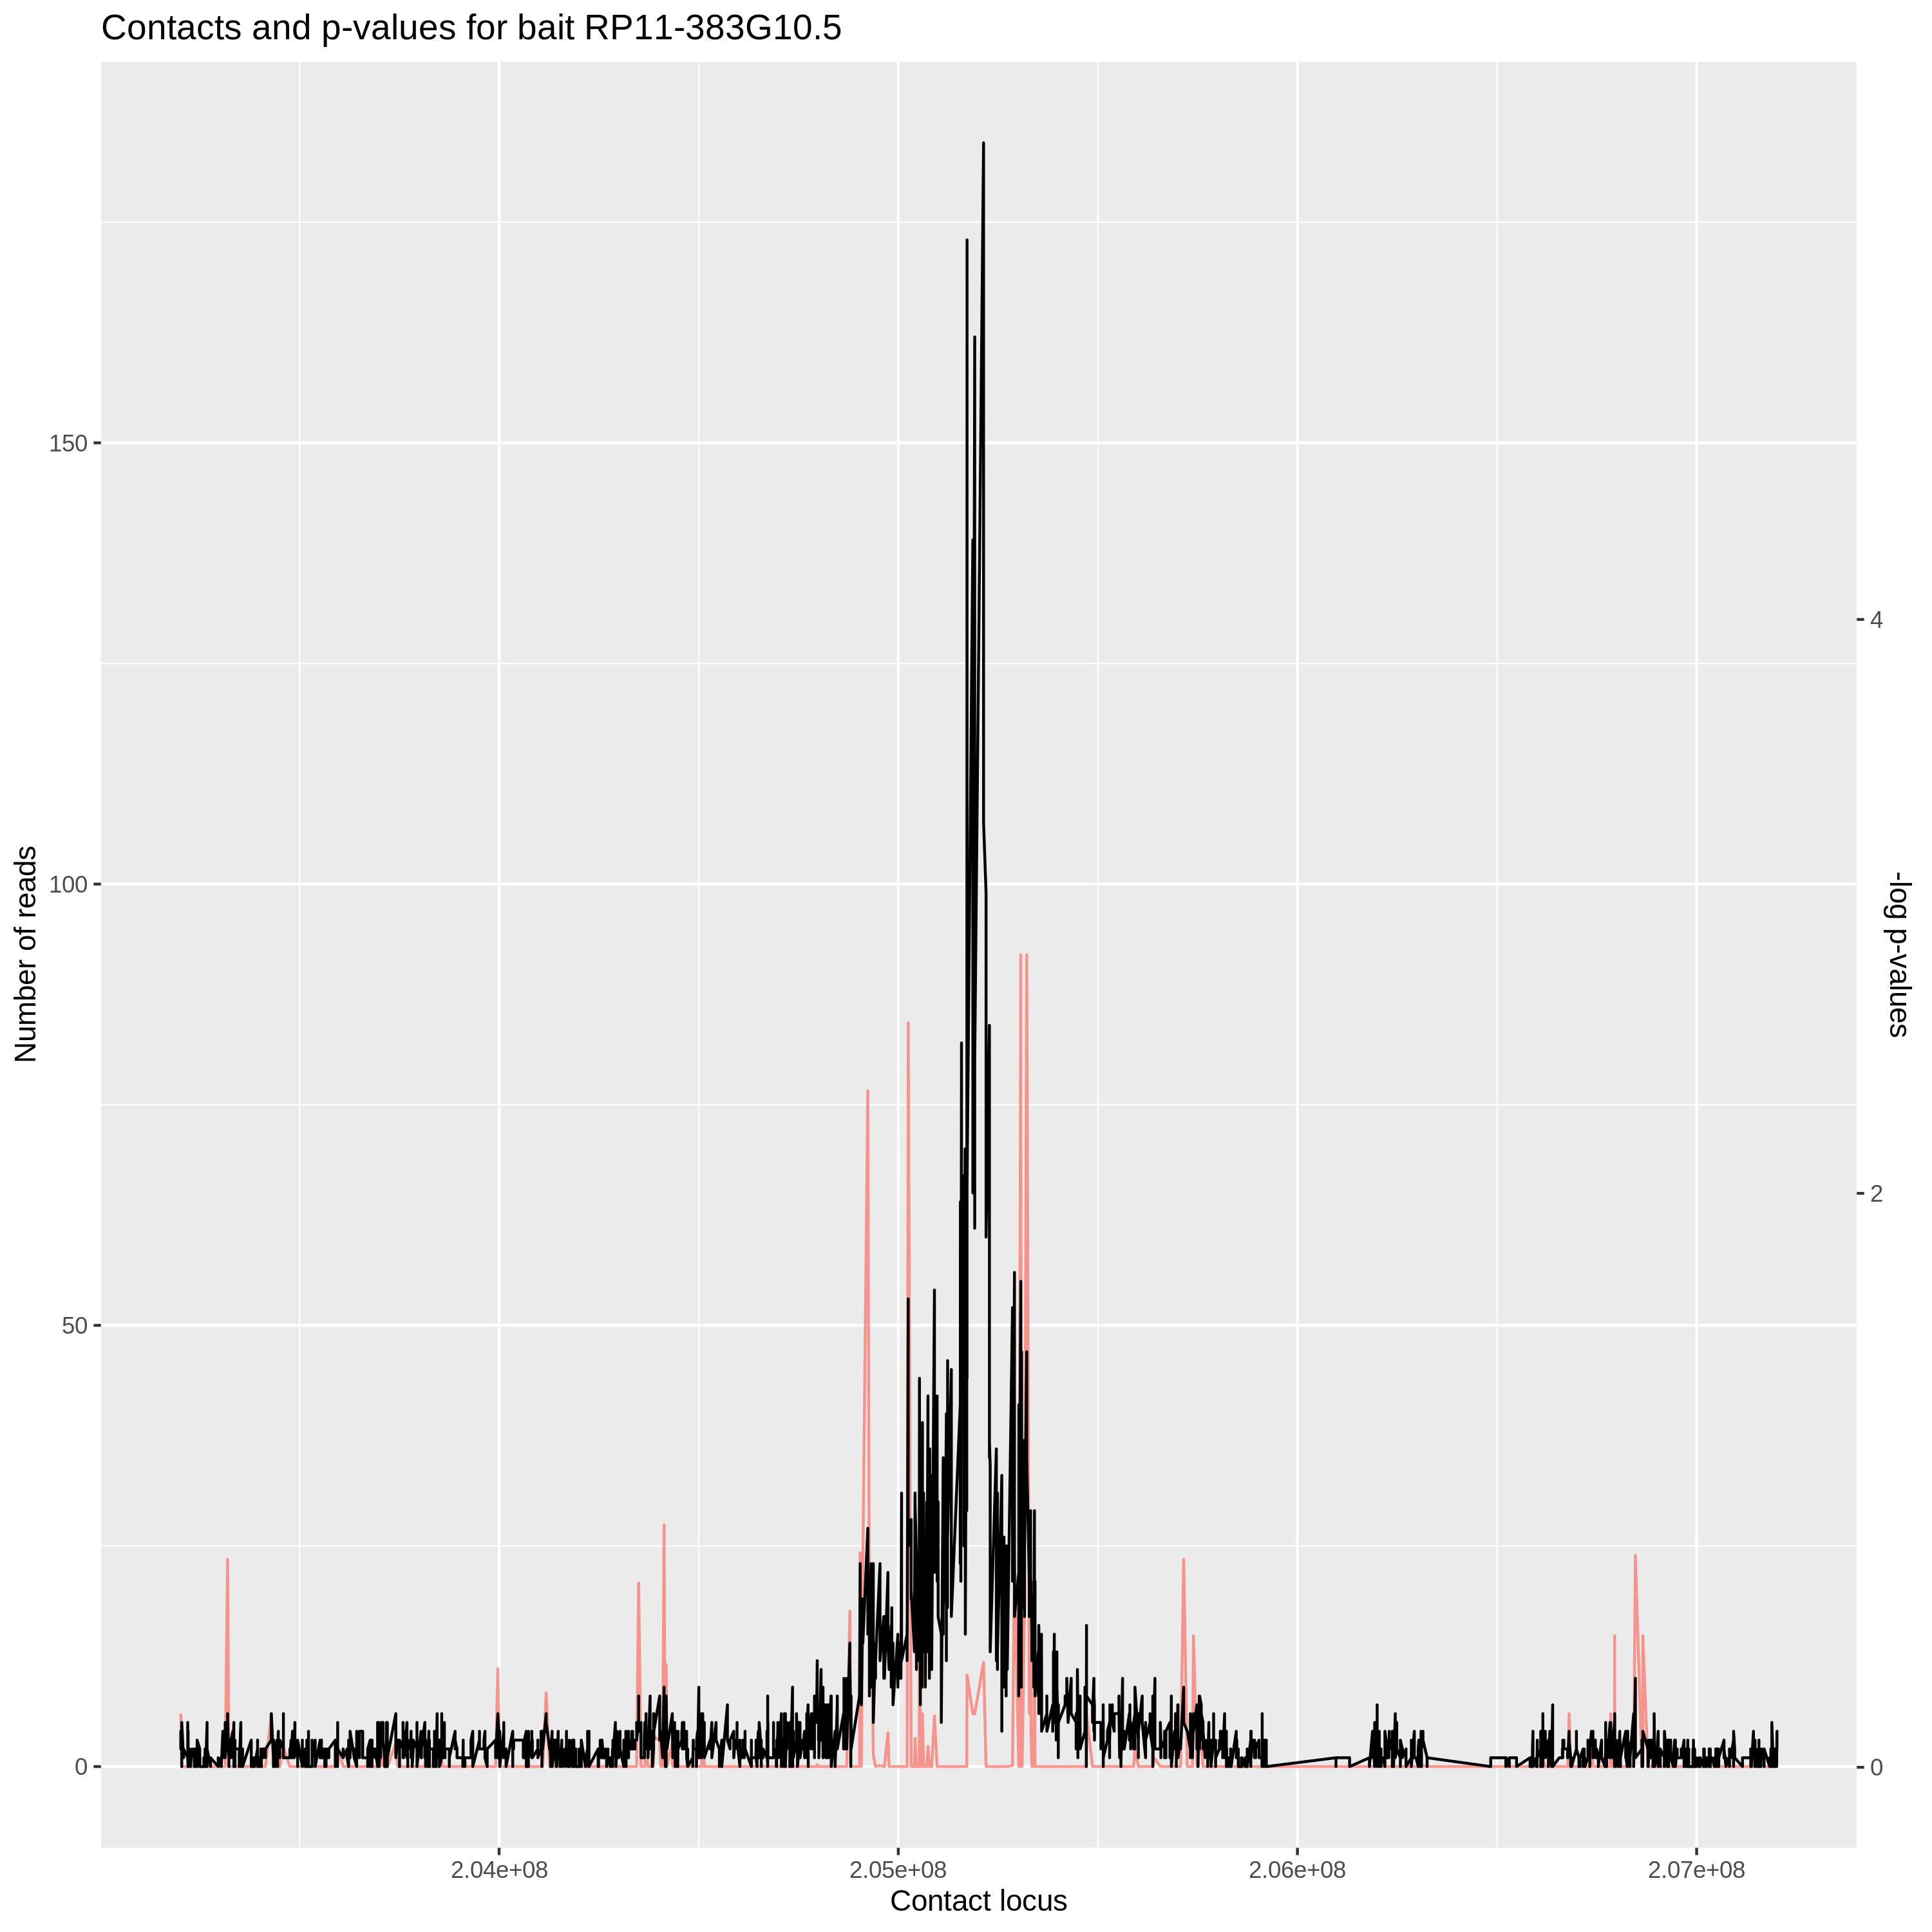 Contacts and p-values for bait RP11-383G10.5
150
100
50
0
Number of reads
4
2
0
-log p-values
2.04e+08
2.05e+08
2.06e+08
2.07e+08
Contact locus